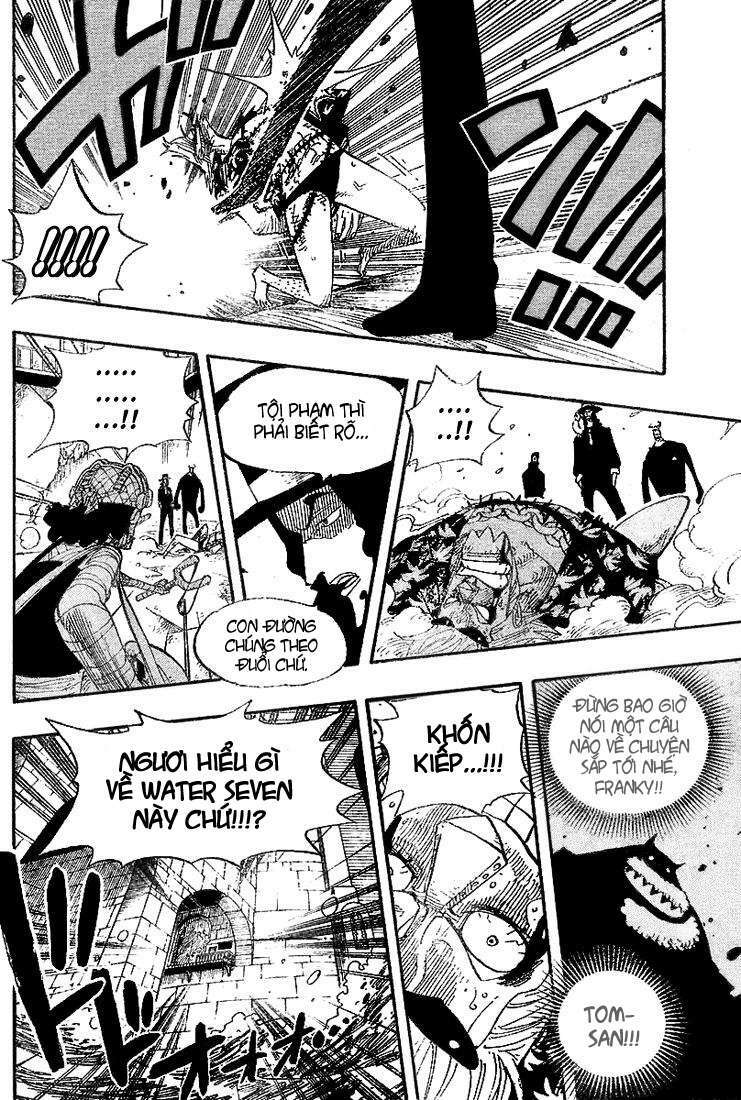 !!!!!
....
..!!
TỘI PHẠM THÌ
PHẢI BIẾT RÕ...
CON ĐƯỜNG
CHÚNG THEO
ĐUỔI CHỨ.
.....
.....
...!!
ĐỪNG BAO GIỜ
NÓI MỘT CÂU
NÀO VỀ CHUYỆN
SẮP TỚI NHÉ,
FRANKY!!
TOM-
SAN!!!
KHỐN
KIẾP...!!!
NGƯƠI HIỂU GÌ
VỀ WATER SEVEN
NÀY CHỨ!!!?